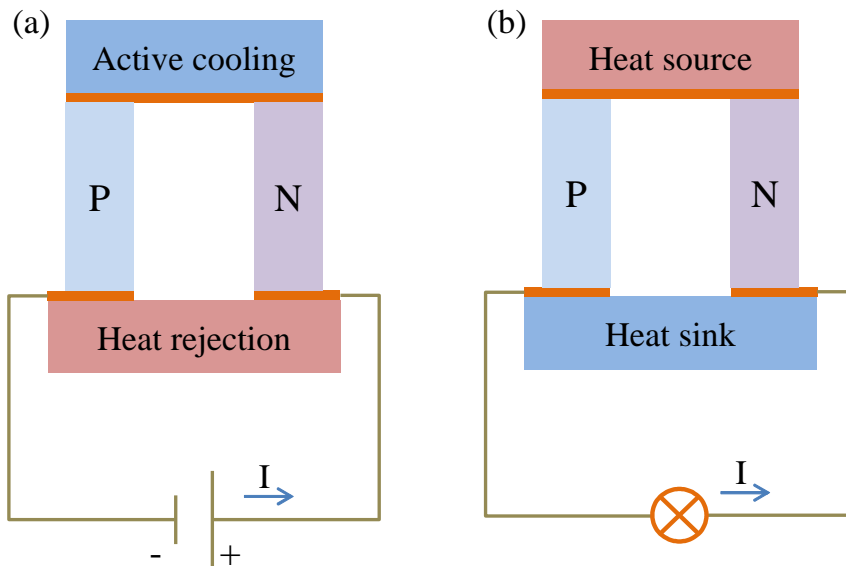 (a)
Active cooling
P
N
Heat rejection
I
- +
(b)
Heat source
P
N
Heat sink
I